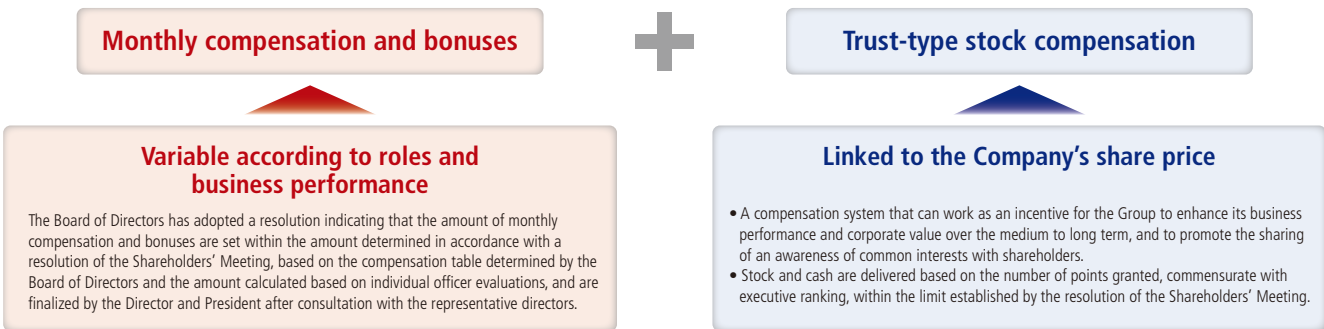 Monthly compensation and bonuses
Trust-type stock compensation
Variable according to roles and
business performance
The Board of Directors has adopted a resolution indicating that the amount of monthly
compensation and bonuses are set within the amount determined in accordance with a
resolution of the Shareholders' Meeting, based on the compensation table determined by the
Board of Directors and the amount calculated based on individual officer evaluations, and are
finalized by the Director and President after consultation with the representative directors.
Linked to the Company's share price
• A compensation system that can work as an incentive for the Group to enhance its business
performance and corporate value over the medium to long term, and to promote the sharing
of an awareness of common interests with shareholders.
• Stock and cash are delivered based on the number of points granted, commensurate with
executive ranking, within the limit established by the resolution of the Shareholders' Meeting.